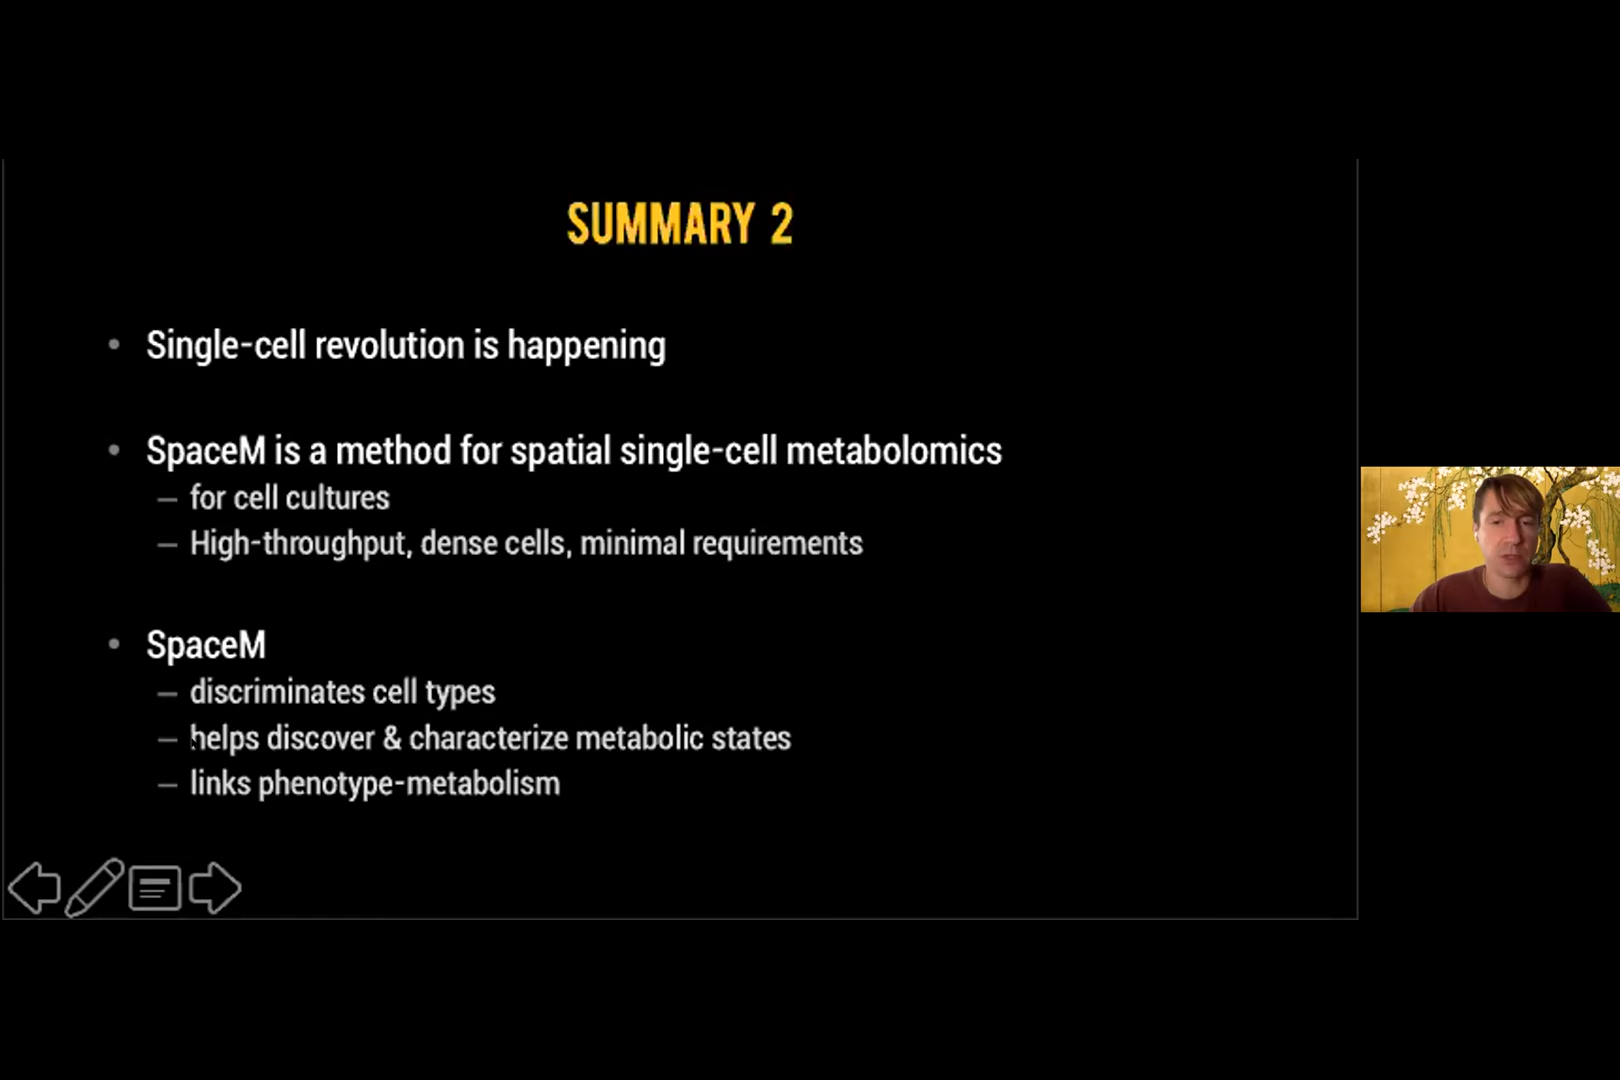 SUMMARY 2
• Single-cell revolution is happening
• SpaceM is a method for spatial single-cell metabolomics
– for cell cultures
– High-throughput, dense cells, minimal requirements
• SpaceM
– discriminates cell types
– helps discover & characterize metabolic states
– links phenotype-metabolism